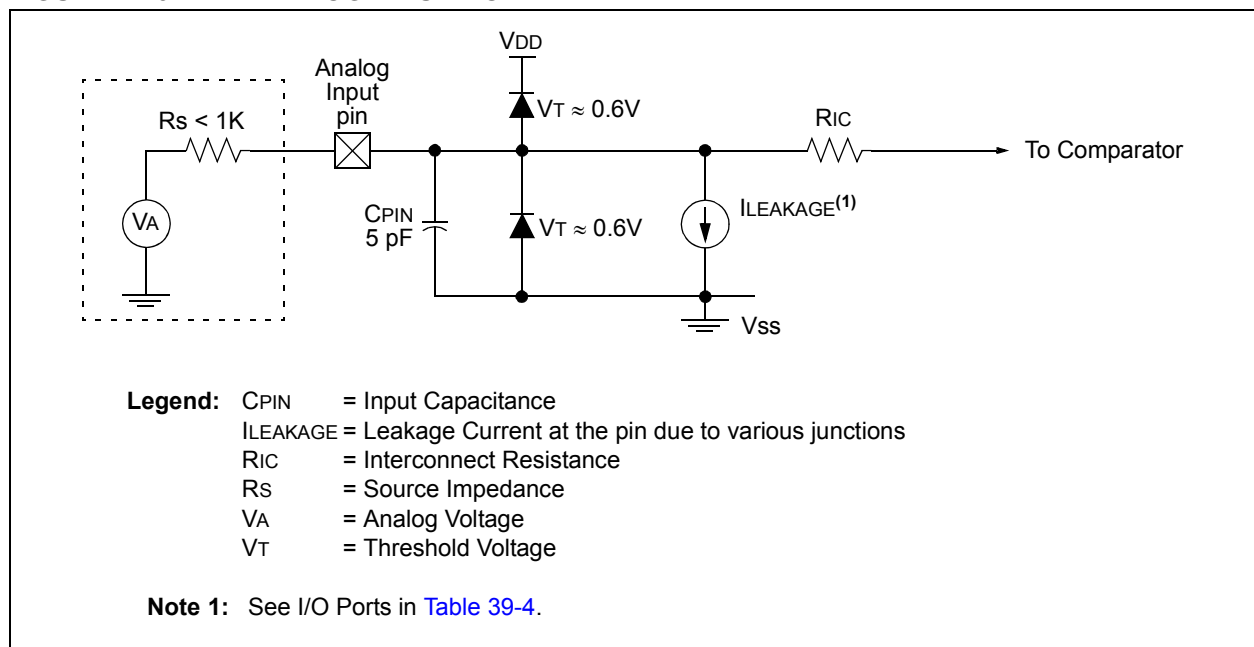 VDD
Analog
Input
pin
VT ≈ 0.6V
Rs < 1K
RIC
To Comparator
VA
CPIN
5 pF
VT ≈ 0.6V
ILEAKAGE(1)
Vss
Legend: CPIN = Input Capacitance
ILEAKAGE = Leakage Current at the pin due to various junctions
RIC = Interconnect Resistance
RS = Source Impedance
VA = Analog Voltage
VT = Threshold Voltage
Note 1: See I/O Ports in Table 39-4.